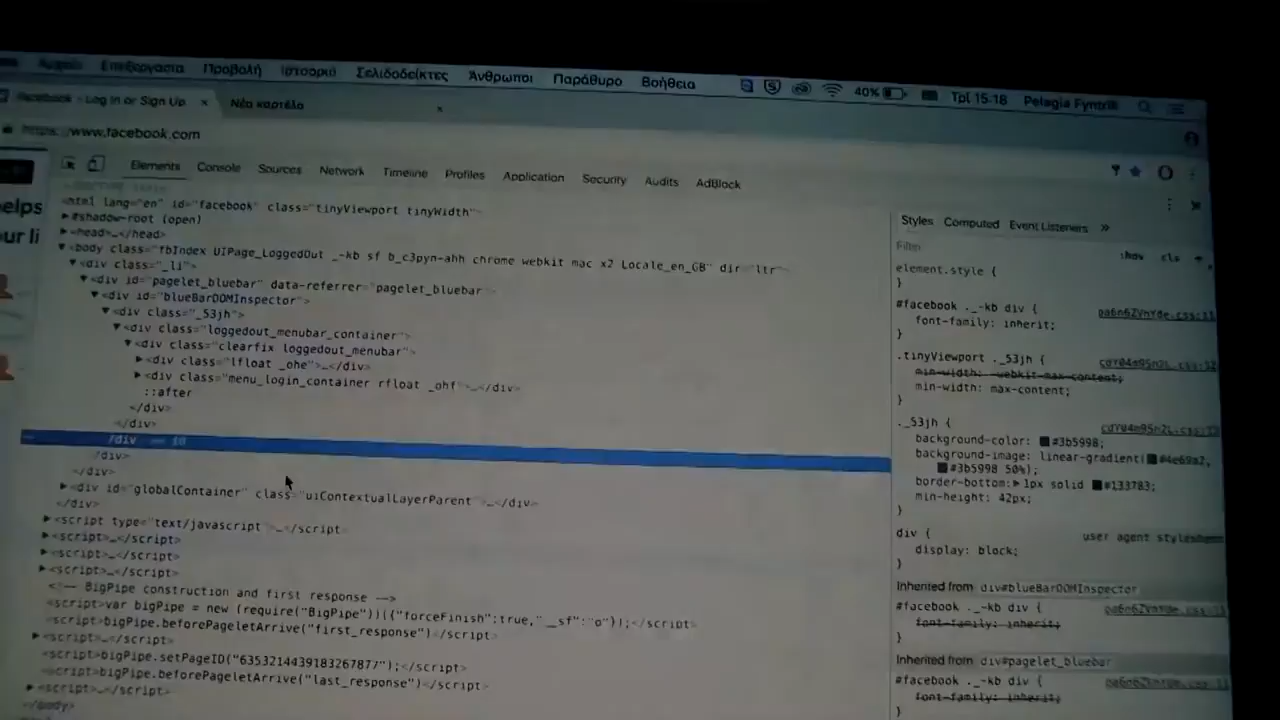 Αρχείο Επεξεργασία Προβολή Ιστορικό Σελιδοδείκτες Άνθρωποι Παράθυρο Βοήθεια 40% Τρί 15:18 Pelagia Fyntrili
Facebook - Log In or Sign Up × Νέα καρτέλα ×
https://www.facebook.com
Elements Console Sources Network Timeline Profiles Application Security Audits AdBlock
elps
ur li
<html lang="en" id="facebook" class="tinyViewport tinyWidth">
▶#shadow-root (open)
▶<head>…</head>
▼<body class="fbIndex UIPage_LoggedOut _-kb sf b_c3pyn-ahh chrome webkit mac x2 Locale_en_GB" dir="ltr">
▼<div class="_li">
▼<div id="pagelet_bluebar" data-referrer="pagelet_bluebar">
▼<div id="blueBarDOMInspector">
▼<div class="_53jh">
▼<div class="loggedout_menubar_container">
▼<div class="clearfix loggedout_menubar">
▶<div class="lfloat _ohe">…</div>
▶<div class="menu_login_container rfloat _ohf">…</div>
::after
</div>
</div>
</div> == $0
</div>
</div>
▶<div id="globalContainer" class="uiContextualLayerParent">…</div>
</div>
▶<script type="text/javascript">…</script>
▶<script>…</script>
▶<script>…</script>
▶<script>…</script>
<!-- BigPipe construction and first response -->
<script>var bigPipe = new (require("BigPipe"))({"forceFinish":true,"__sf":"o"});</script>
<script>bigPipe.beforePageletArrive("first_response")</script>
▶<script>…</script>
<script>bigPipe.setPageID("6353214439183267877");</script>
<script>bigPipe.beforePageletArrive("last_response")</script>
▶<script>…</script>
</body>
Styles Computed Event Listeners »
Filter :hov .cls +
element.style {
}
#facebook ._-kb div {
font-family: inherit;
}
.tinyViewport ._53jh {
min-width: -webkit-max-content;
min-width: max-content;
}
._53jh {
background-color: #3b5998;
background-image: linear-gradient(#4e69a2,
#3b5998 50%);
border-bottom:▶1px solid #133783;
min-height: 42px;
}
div { user agent stylesheet
display: block;
}
Inherited from div#blueBarDOMInspector
#facebook ._-kb div {
font-family: inherit;
}
Inherited from div#pagelet_bluebar
#facebook ._-kb div {
font-family: inherit;
}